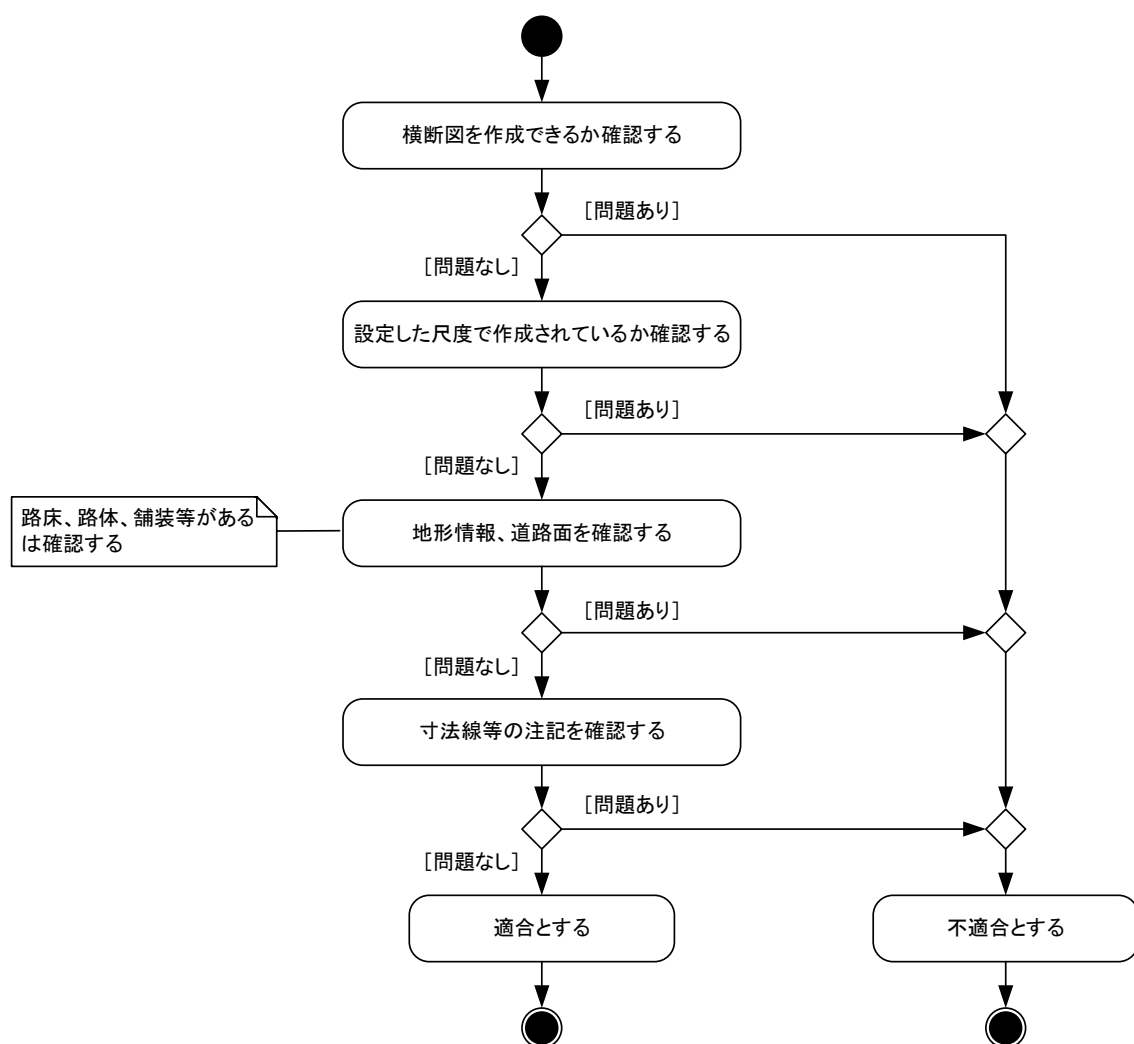 横断図を作成できるか確認する
[問題あり]
[問題なし]
設定した尺度で作成されているか確認する
[問題あり]
[問題なし]
路床、路体、舗装等がある
は確認する
地形情報、道路面を確認する
[問題あり]
[問題なし]
寸法線等の注記を確認する
[問題あり]
[問題なし]
適合とする
不適合とする